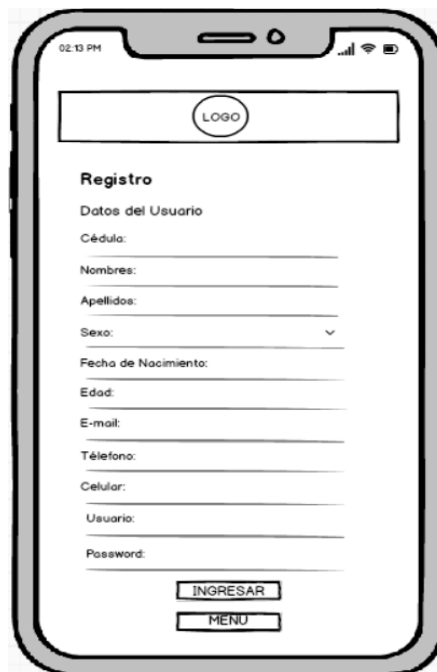 02:13 PM
LOGO
Registro
Datos del Usuario
Cédula:
Nombres:
Apellidos:
Sexo:
Fecha de Nacimiento:
Edad:
E-mail:
Télefono:
Celular:
Usuario:
Password:
INGRESAR
MENU